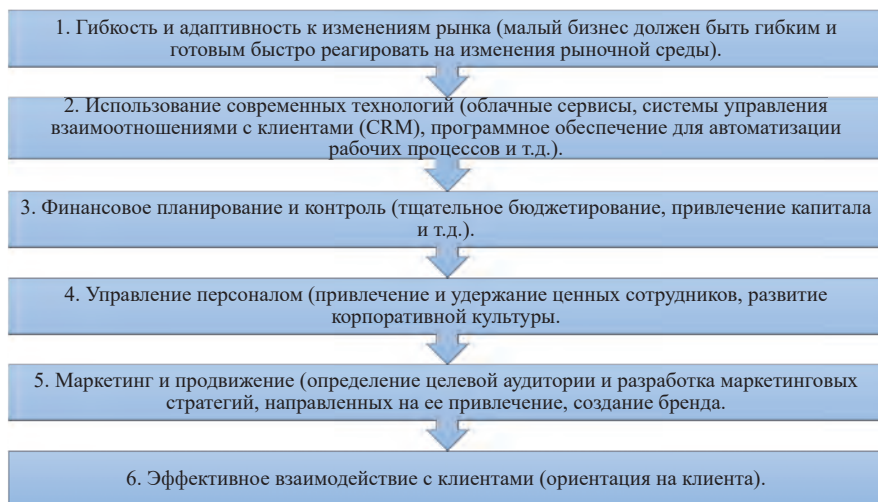 1. Гибкость и адаптивность к изменениям рынка (малый бизнес должен быть гибким и
готовым быстро реагировать на изменения рыночной среды).
2. Использование современных технологий (облачные сервисы, системы управления
взаимоотношениями с клиентами (CRM), программное обеспечение для автоматизации
рабочих процессов и т.д.).
3. Финансовое планирование и контроль (тщательное бюджетирование, привлечение капитала
и т.д.).
4. Управление персоналом (привлечение и удержание ценных сотрудников, развитие
корпоративной культуры.
5. Маркетинг и продвижение (определение целевой аудитории и разработка маркетинговых
стратегий, направленных на ее привлечение, создание бренда.
6. Эффективное взаимодействие с клиентами (ориентация на клиента).